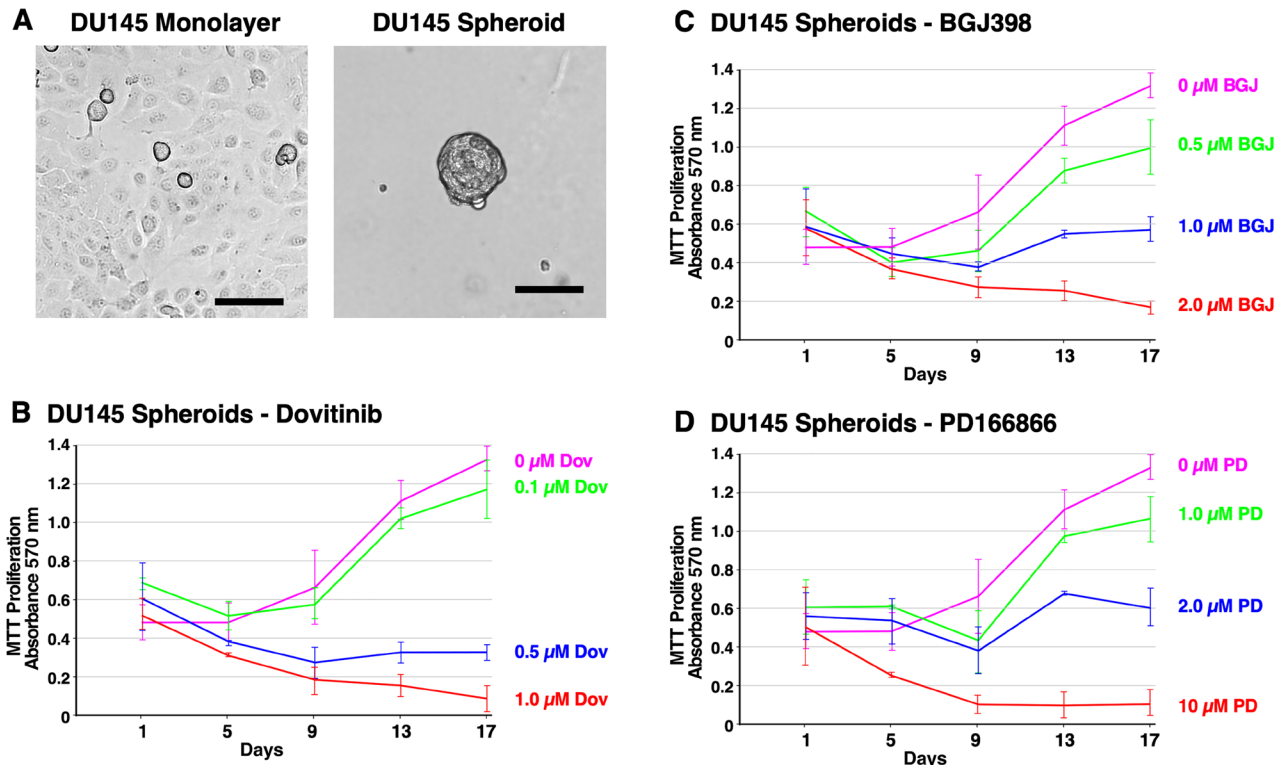 A
DU145 Monolayer
DU145 Spheroid
B DU145 Spheroids - Dovitinib
MTT Proliferation
Absorbance 570 nm
1.4
1.2
1.0
0.8
0.6
0.4
0.2
0
1 5 9 13 17
Days
0 µM Dov
0.1 µM Dov
0.5 µM Dov
1.0 µM Dov
C DU145 Spheroids - BGJ398
MTT Proliferation
Absorbance 570 nm
1.4
1.2
1.0
0.8
0.6
0.4
0.2
0
1 5 9 13 17
Days
0 µM BGJ
0.5 µM BGJ
1.0 µM BGJ
2.0 µM BGJ
D DU145 Spheroids - PD166866
MTT Proliferation
Absorbance 570 nm
1.4
1.2
1.0
0.8
0.6
0.4
0.2
0
1 5 9 13 17
Days
0 µM PD
1.0 µM PD
2.0 µM PD
10 µM PD